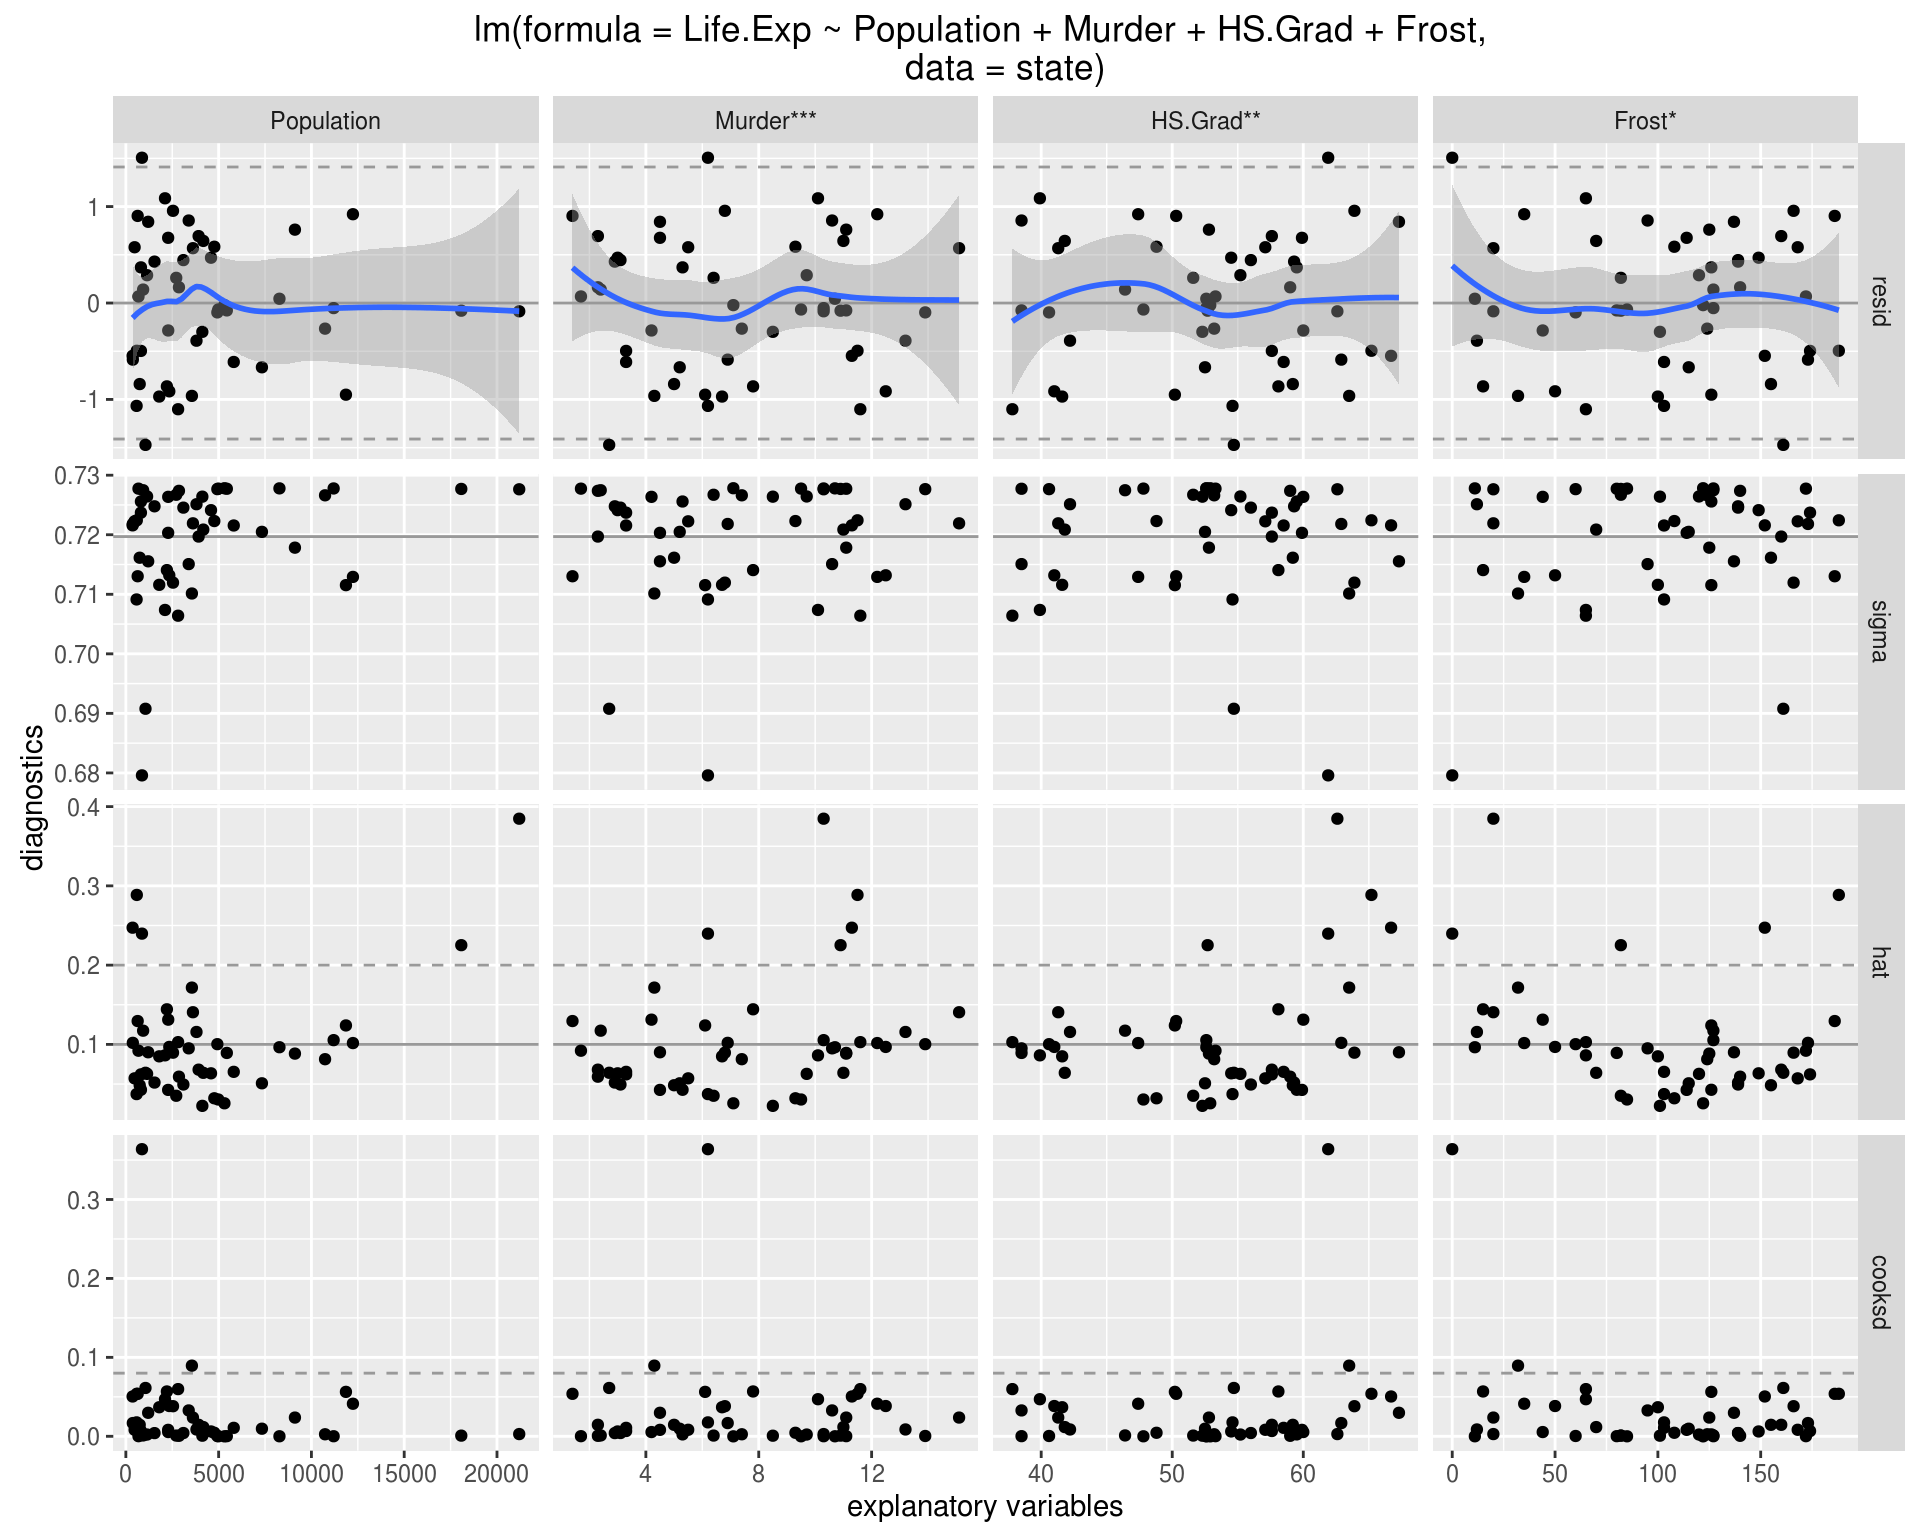 lm(formula = Life.Exp ~ Population + Murder + HS.Grad + Frost,
data = state)
Population
Murder***
HS.Grad**
Frost*
1
0
-1
resid
0.73
0.72
0.71
0.70
0.69
0.68
sigma
diagnostics
0.4
0.3
0.2
0.1
hat
0.3
0.2
0.1
0.0
cooksd
0 5000 10000 15000 20000
4 8 12
40 50 60
0 50 100 150
explanatory variables